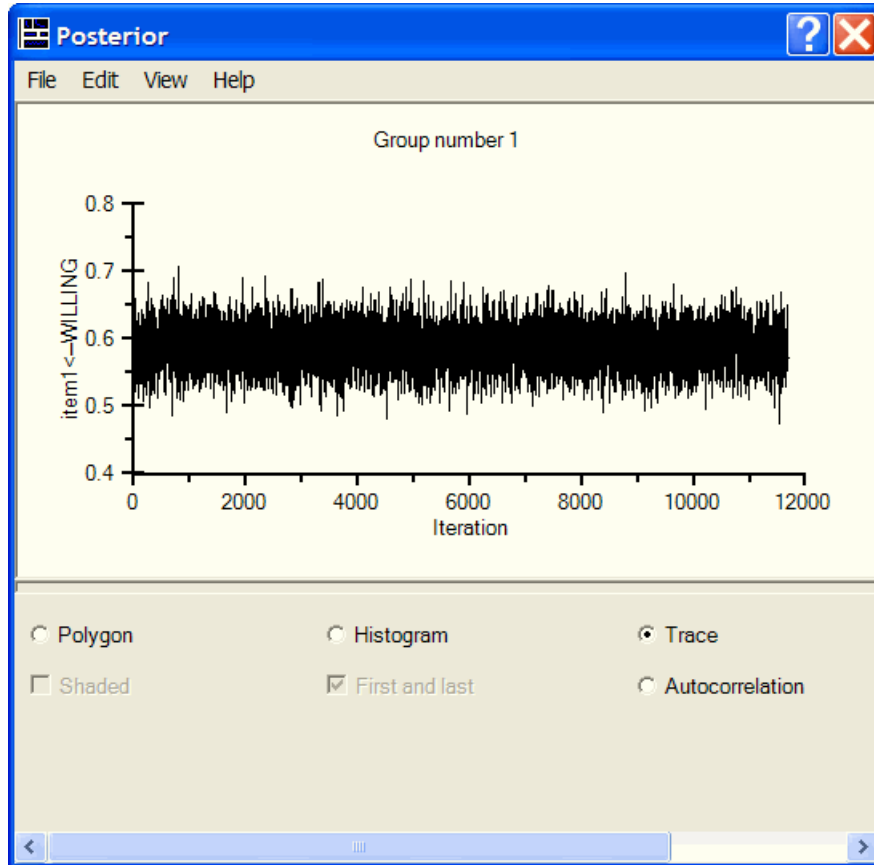 Posterior
File Edit View Help
Group number 1
0.8
0.7
0.6
0.5
0.4
item1<--WILLING
0 2000 4000 6000 8000 10000 12000
Iteration
Polygon Histogram Trace
Shaded First and last Autocorrelation